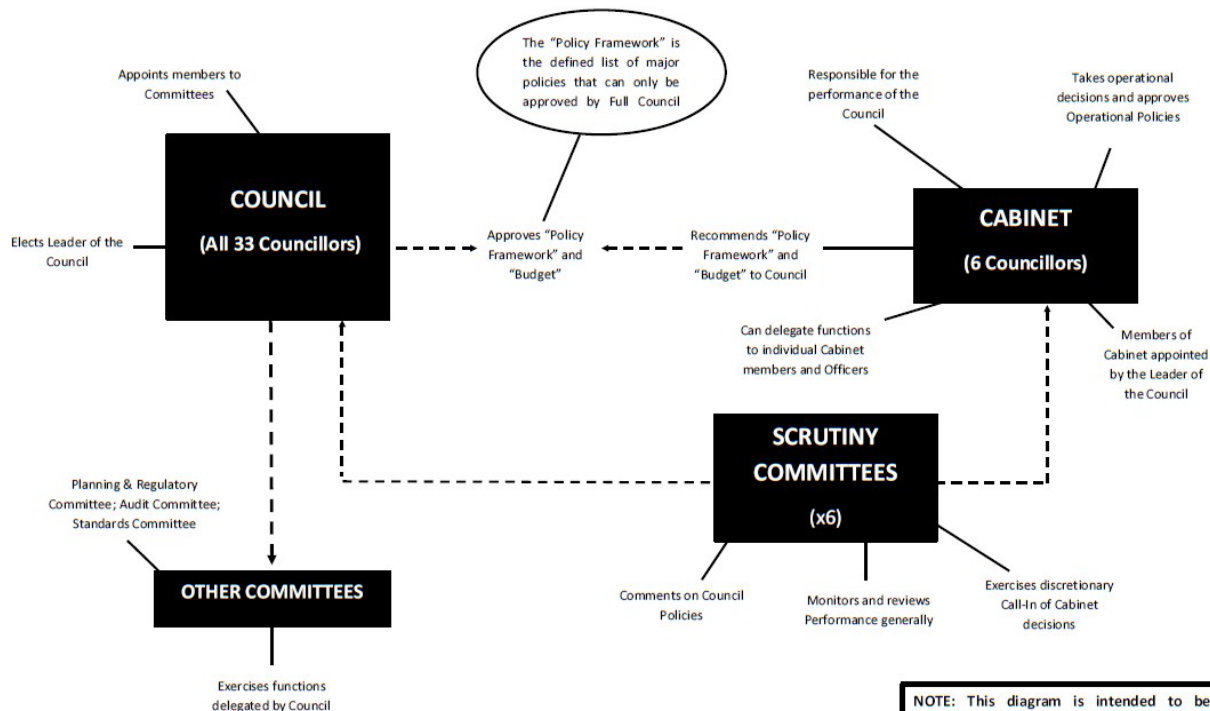 The “Policy Framework” is
the defined list of major
policies that can only be
approved by Full Council
Appoints members to
Committees
Responsible for the
performance of the
Council
Takes operational
decisions and approves
Operational Policies
COUNCIL
(All 33 Councillors)
Elects Leader of the
Council
Approves “Policy
Framework” and
“Budget”
Recommends “Policy
Framework” and
“Budget” to Council
CABINET
(6 Councillors)
Can delegate functions
to individual Cabinet
members and Officers
Members of
Cabinet appointed
by the Leader of
the Council
SCRUTINY
COMMITTEES
(x6)
Planning & Regulatory
Committee; Audit Committee;
Standards Committee
OTHER COMMITTEES
Comments on Council
Policies
Monitors and reviews
Performance generally
Exercises discretionary
Call-In of Cabinet
decisions
Exercises functions
delegated by Council
NOTE: This diagram is intended to be